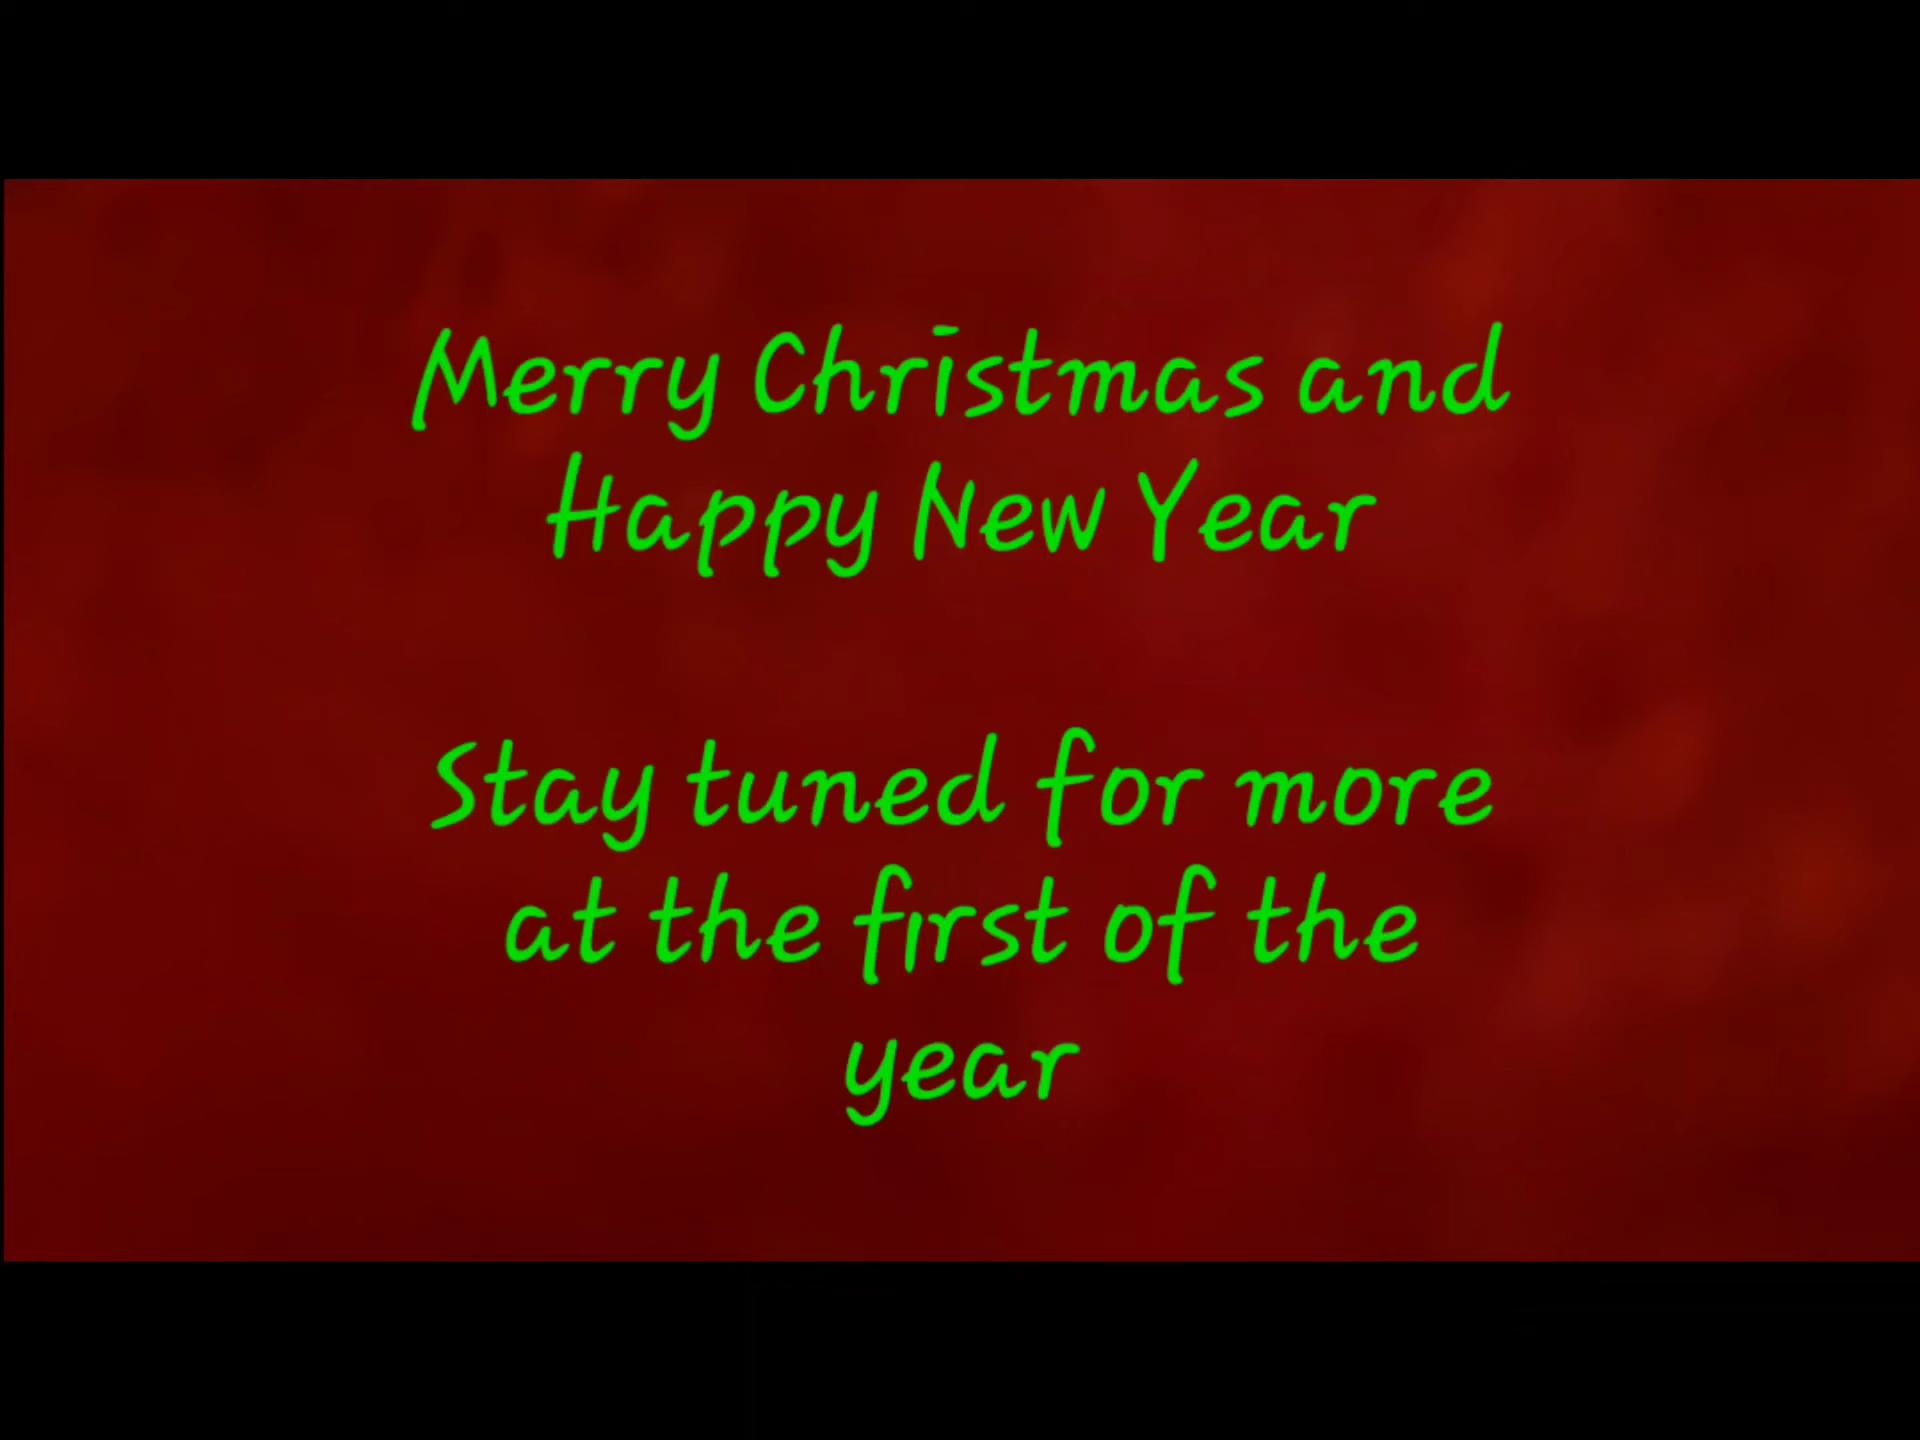 Merry Christmas and
Happy New Year
Stay tuned for more
at the first of the
year